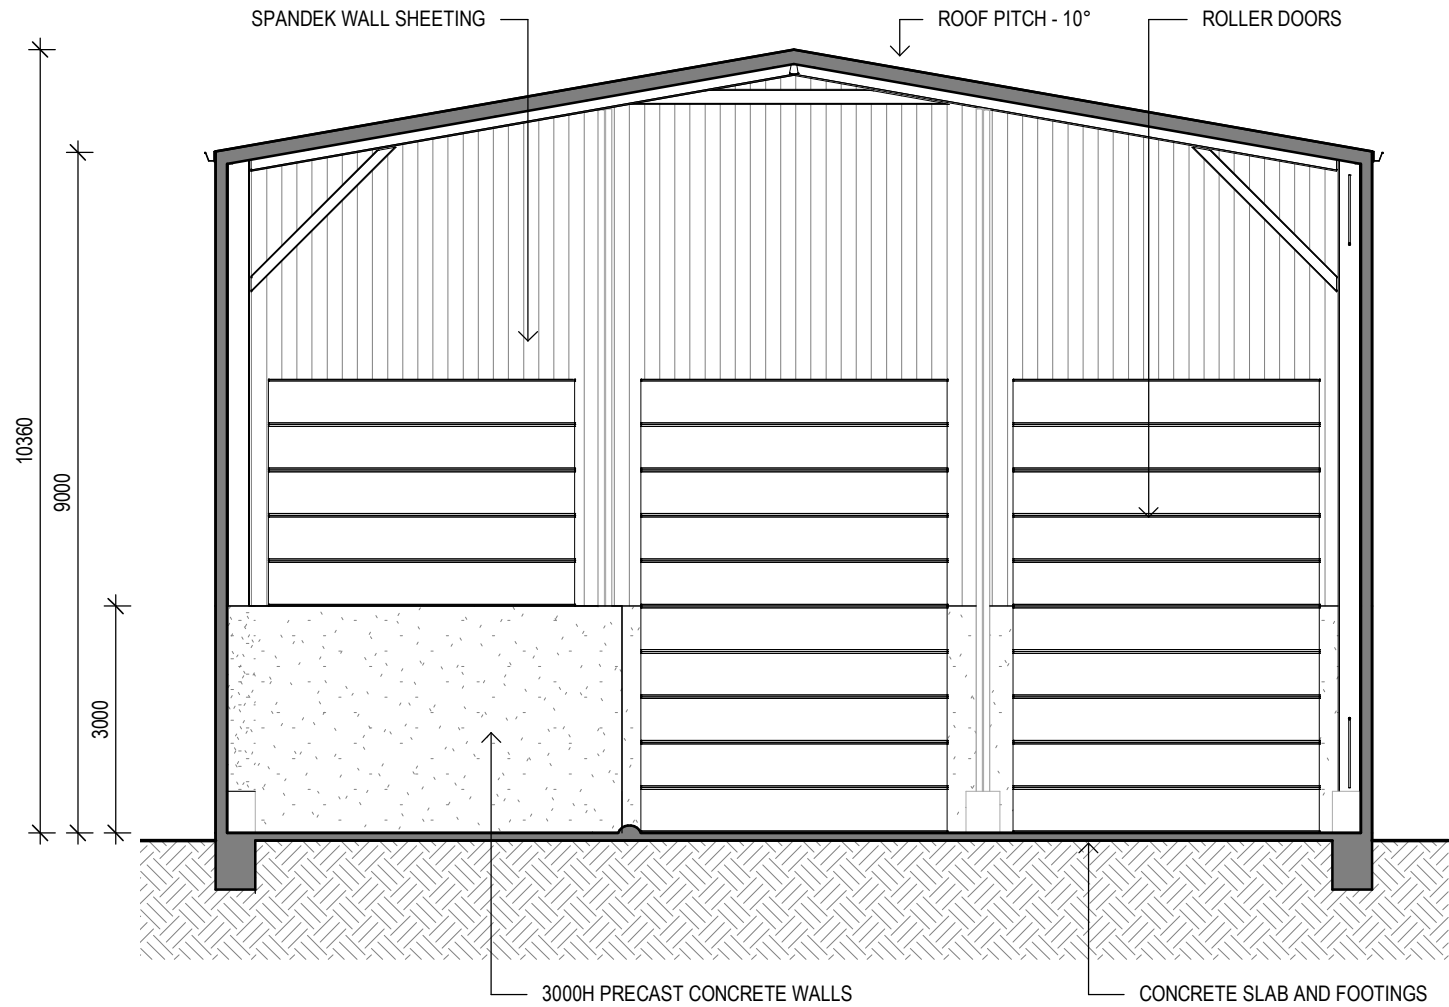 SPANDEK WALL SHEETING
ROOF PITCH - 10°
ROLLER DOORS
10360
9000
3000
3000H PRECAST CONCRETE WALLS
CONCRETE SLAB AND FOOTINGS